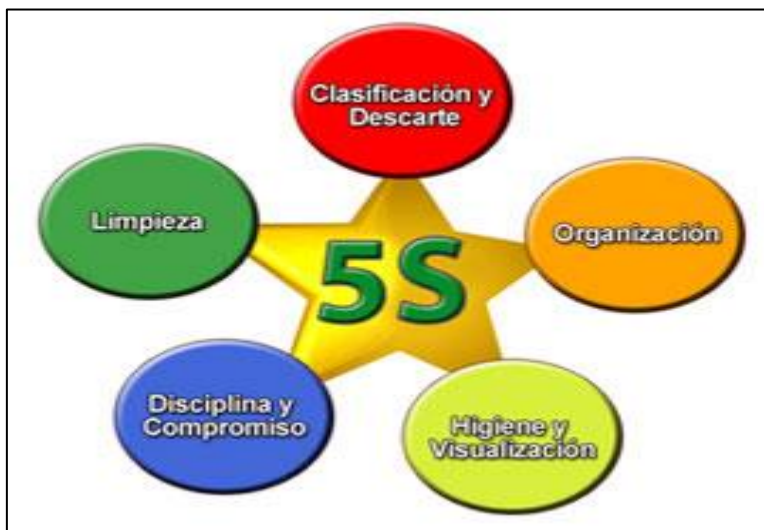 Clasificación y
Descarte
Limpieza
5S
Organización
Disciplina y
Compromiso
Higiene y
Visualización